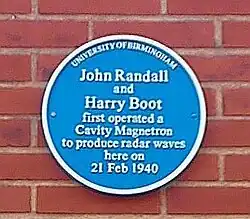 UNIVERSITY OF BIRMINGHAM
John Randall
and
Harry Boot
first operated a
Cavity Magnetron
to produce radar waves
here on
21 Feb 1940